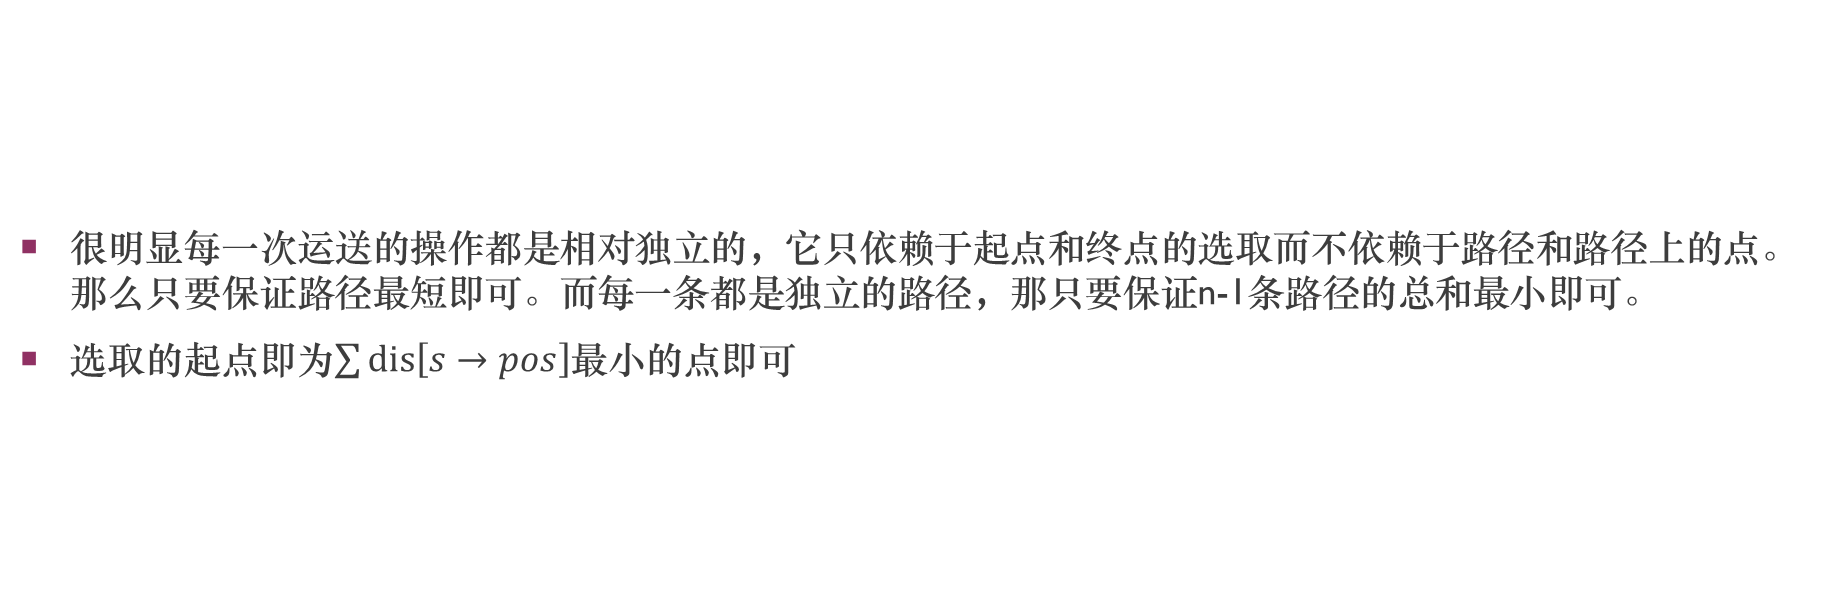 ▪ 很明显每一次运送的操作都是相对独立的，它只依赖于起点和终点的选取而不依赖于路径和路径上的点。
那么只要保证路径最短即可。而每一条都是独立的路径，那只要保证n-1条路径的总和最小即可。
▪ 选取的起点即为∑ dis[s → pos]最小的点即可